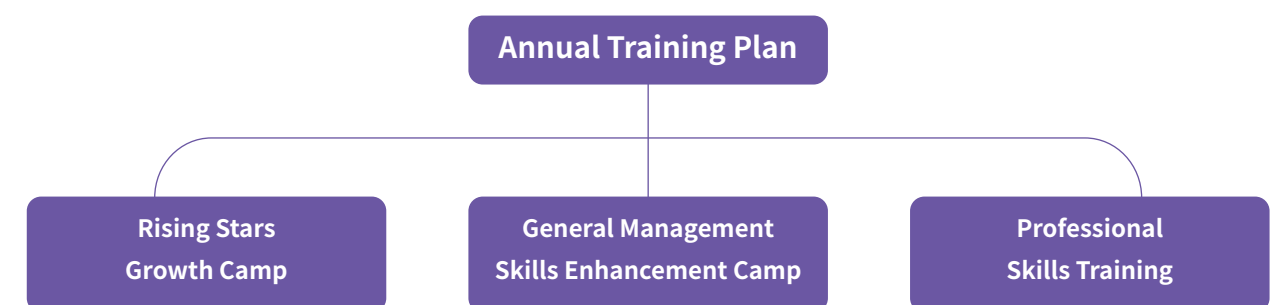 Annual Training Plan
Rising Stars
Growth Camp
General Management
Skills Enhancement Camp
Professional
Skills Training